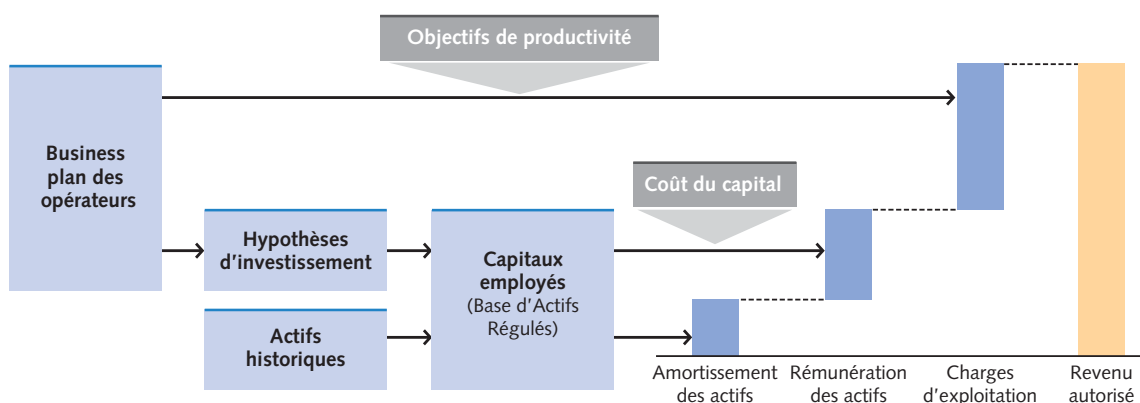 Objectifs de productivité
Business
plan des
opérateurs
Coût du capital
Hypothèses
d'investissement
Capitaux
employés
(Base d'Actifs
Régulés)
Actifs
historiques
Amortissement
des actifs
Rémunération
des actifs
Charges
d'exploitation
Revenu
autorisé